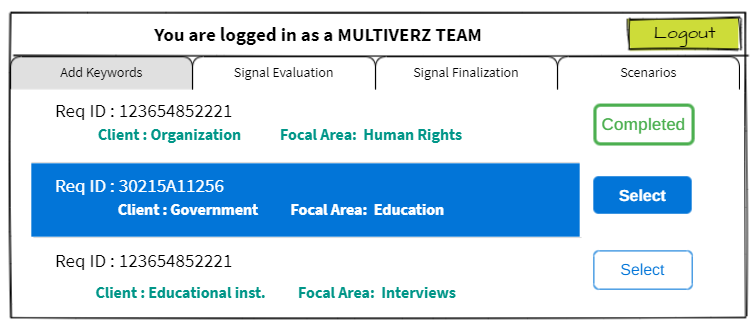 You are logged in as a MULTIVERZ TEAM Logout
Add Keywords Signal Evaluation Signal Finalization Scenarios
Req ID : 123654852221
Completed
Client : Organization Focal Area: Human Rights
Req ID : 30215A11256
Select
Client : Government Focal Area: Education
Req ID : 123654852221
Select
Client : Educational inst. Focal Area: Interviews